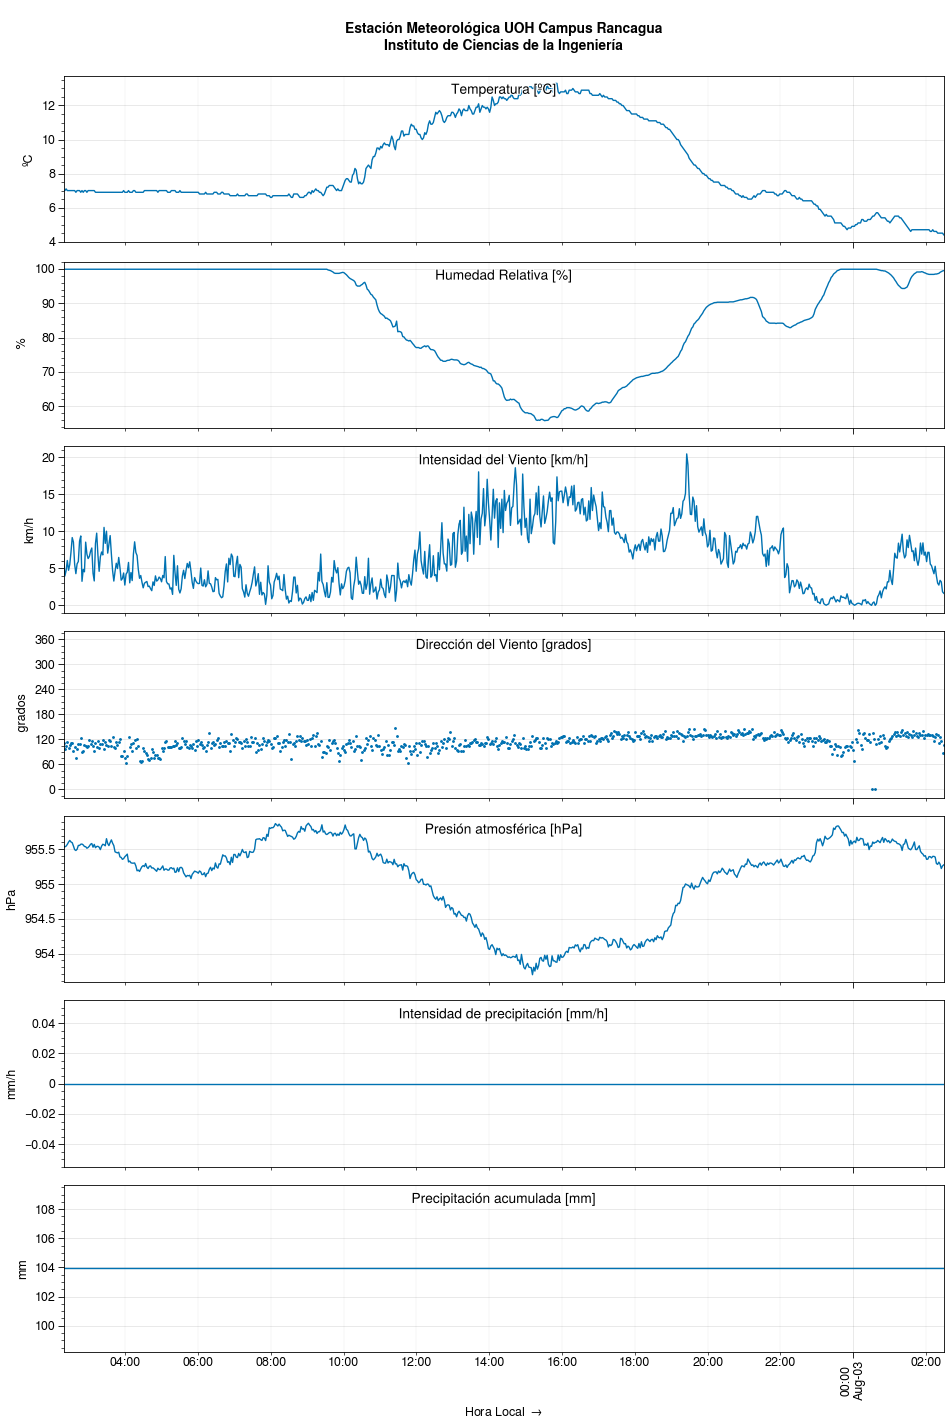 Estación Meteorológica UOH Campus Rancagua
Instituto de Ciencias de la Ingeniería
Temperatura [ºC]
ºC
12
10
8
6
4
Humedad Relativa [%]
%
100
90
80
70
60
Intensidad del Viento [km/h]
km/h
20
15
10
5
0
Dirección del Viento [grados]
grados
360
300
240
180
120
60
0
Presión atmosférica [hPa]
hPa
955.5
955
954.5
954
Intensidad de precipitación [mm/h]
mm/h
0.04
0.02
0
−0.02
−0.04
Precipitación acumulada [mm]
mm
108
106
104
102
100
04:00 06:00 08:00 10:00 12:00 14:00 16:00 18:00 20:00 22:00 00:00 02:00
Aug-03
Hora Local →